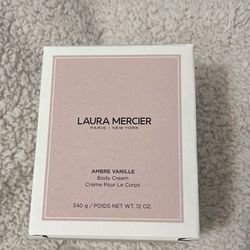 LAURA MERCIER
PARIS | NEW YORK
AMBRE VANILLE
Body Cream
Crème Pour Le Corps
340 g / POIDS NET WT. 12 OZ.